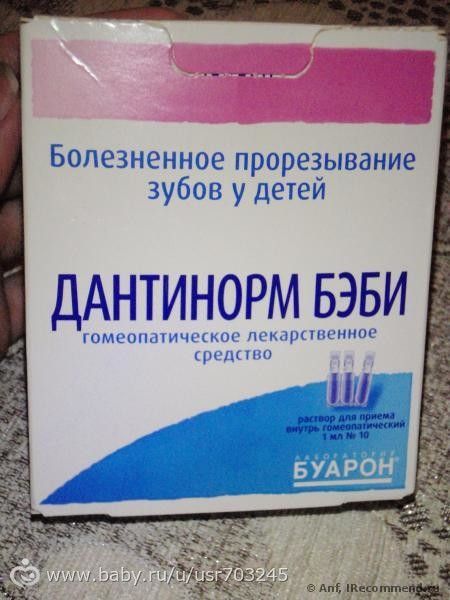 Болезненное прорезывание
зубов у детей
ДАНТИНОРМ БЭБИ
гомеопатическое лекарственное
средство
раствор для приема
внутрь гомеопатический
1 мл № 10
ЛАБОРАТОРИЯ
БУАРОН
www.baby.ru/u/usr703245
© Anf, IRecommend.ru